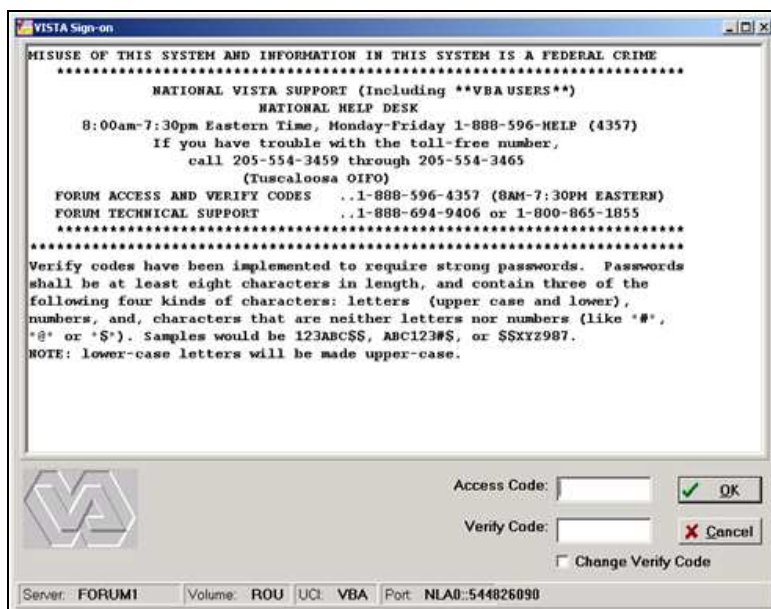 VISTA Sign-on
MISUSE OF THIS SYSTEM AND INFORMATION IN THIS SYSTEM IS A FEDERAL CRIME
*************************************************************************
NATIONAL VISTA SUPPORT (Including **VBA USERS**)
NATIONAL HELP DESK
8:00am-7:30pm Eastern Time, Monday-Friday 1-888-596-HELP (4357)
If you have trouble with the toll-free number,
call 205-554-3459 through 205-554-3465
(Tuscaloosa OIFO)
FORUM ACCESS AND VERIFY CODES ..1-888-596-4357 (8AM-7:30PM EASTERN)
FORUM TECHNICAL SUPPORT ..1-888-694-9406 or 1-800-865-1855
*************************************************************************
****************************************************************************
Verify codes have been implemented to require strong passwords. Passwords
shall be at least eight characters in length, and contain three of the
following four kinds of characters: letters (upper case and lower),
numbers, and, characters that are neither letters nor numbers (like "#",
"@" or "$"). Samples would be 123ABC$$, ABC123#$, or $$XYZ987.
NOTE: lower-case letters will be made upper-case.
Access Code:
OK
Verify Code:
Cancel
Change Verify Code
Server: FORUM1 Volume: ROU UCI: VBA Port: NLA0::544826090